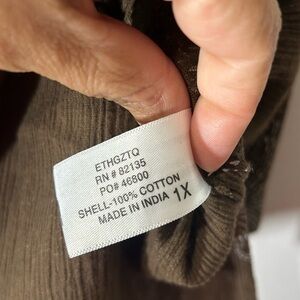 ETHGZTQ
RN # 82135
PO# 46800
SHELL-100% COTTON
MADE IN INDIA 1X